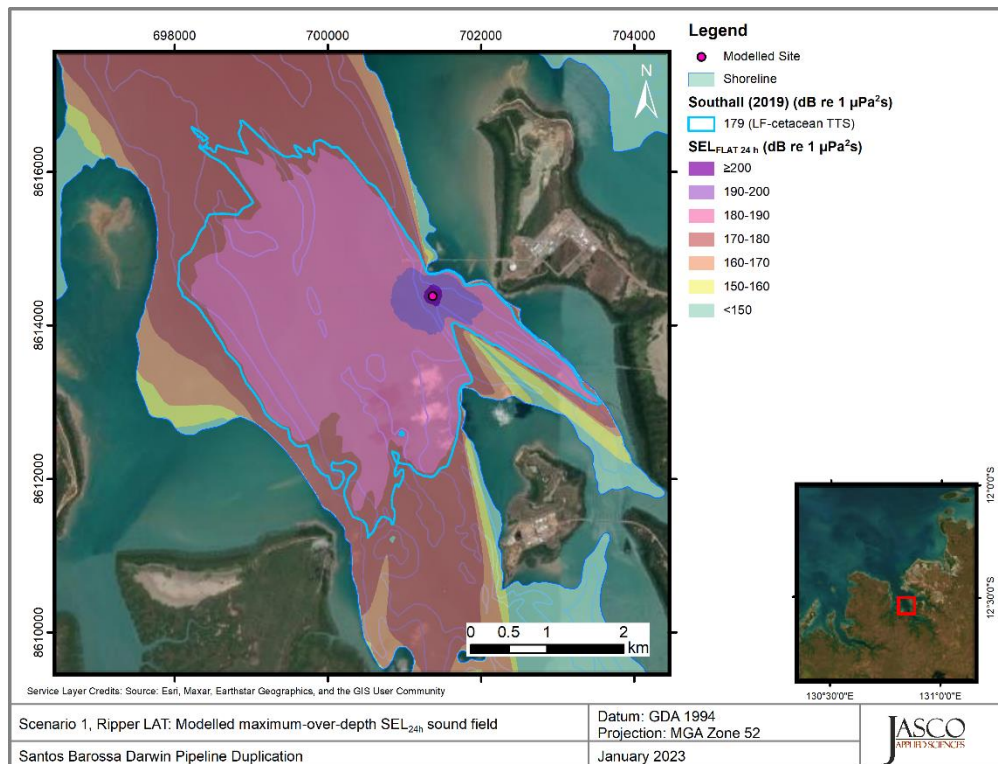 698000 700000 702000 704000
8616000
8614000
8612000
8610000
N
0 0.5 1 2
km
Service Layer Credits: Source: Esri, Maxar, Earthstar Geographics, and the GIS User Community
Legend
Modelled Site
Shoreline
Southall (2019) (dB re 1 µPa²s)
179 (LF-cetacean TTS)
SEL FLAT 24 h (dB re 1 µPa²s)
≥200
190-200
180-190
170-180
160-170
150-160
<150
12°0'0"S
12°30'0"S
130°30'0"E 131°0'0"E
Scenario 1, Ripper LAT: Modelled maximum-over-depth SEL24h sound field
Santos Barossa Darwin Pipeline Duplication
Datum: GDA 1994
Projection: MGA Zone 52
January 2023
JASCO
APPLIED SCIENCES